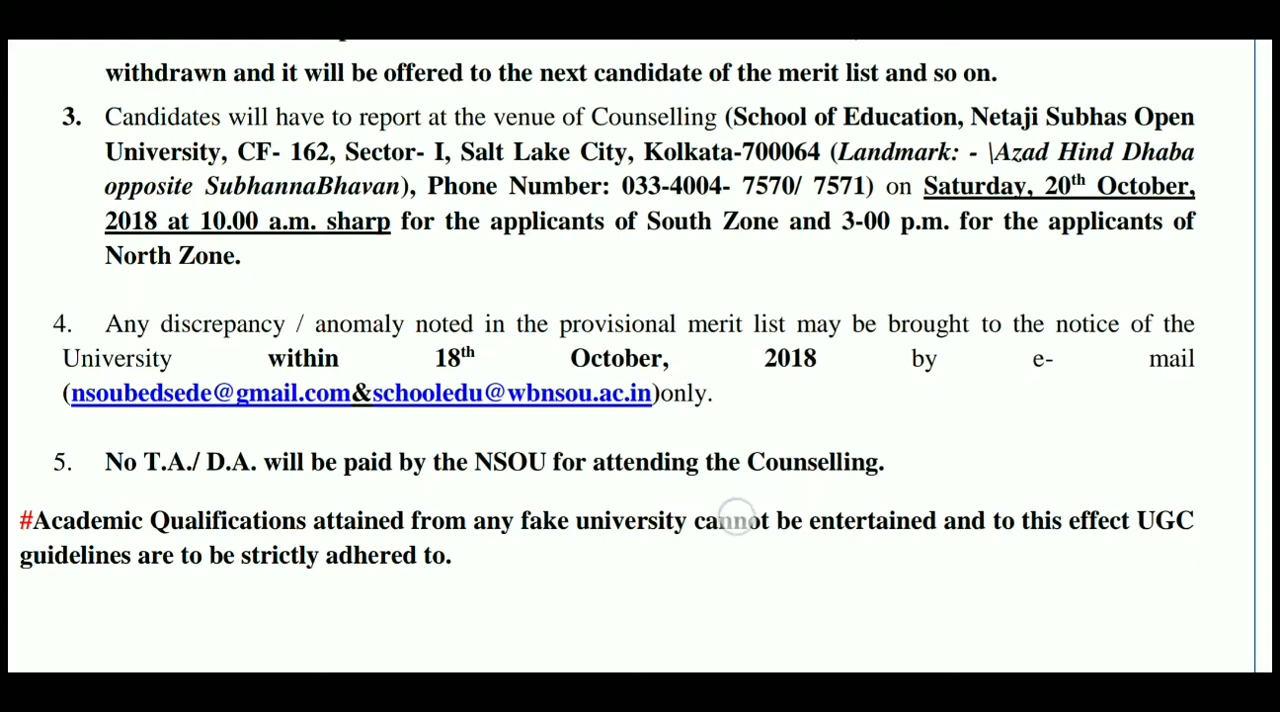 withdrawn and it will be offered to the next candidate of the merit list and so on.
3. Candidates will have to report at the venue of Counselling (School of Education, Netaji Subhas Open
University, CF- 162, Sector- I, Salt Lake City, Kolkata-700064 (Landmark: - \Azad Hind Dhaba
opposite SubhannaBhavan), Phone Number: 033-4004- 7570/ 7571) on Saturday, 20th October,
2018 at 10.00 a.m. sharp for the applicants of South Zone and 3-00 p.m. for the applicants of
North Zone.
4. Any discrepancy / anomaly noted in the provisional merit list may be brought to the notice of the
University within 18th October, 2018 by e- mail
(nsoubedsede@gmail.com&schooledu@wbnsou.ac.in)only.
5. No T.A./ D.A. will be paid by the NSOU for attending the Counselling.
#Academic Qualifications attained from any fake university cannot be entertained and to this effect UGC
guidelines are to be strictly adhered to.